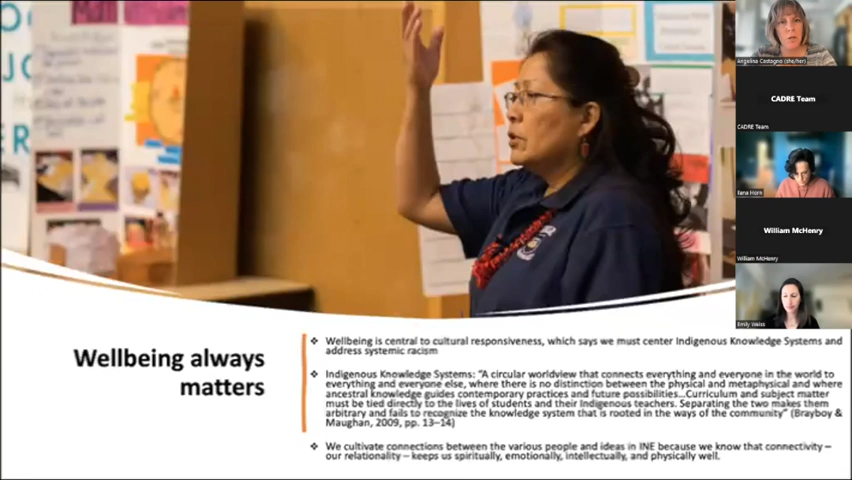 Angelina Castagno (she/her)
CADRE Team
CADRE Team
Ilana Horn
William McHenry
William McHenry
Emily Weiss
Wellbeing always
matters
❖ Wellbeing is central to cultural responsiveness, which says we must center Indigenous Knowledge Systems and
address systemic racism
❖ Indigenous Knowledge Systems: “A circular worldview that connects everything and everyone in the world to
everything and everyone else, where there is no distinction between the physical and metaphysical and where
ancestral knowledge guides contemporary practices and future possibilities...Curriculum and subject matter
must be tied directly to the lives of students and their Indigenous teachers. Separating the two makes them
arbitrary and fails to recognize the knowledge system that is rooted in the ways of the community” (Brayboy &
Maughan, 2009, pp. 13–14)
❖ We cultivate connections between the various people and ideas in INE because we know that connectivity –
our relationality – keeps us spiritually, emotionally, intellectually, and physically well.